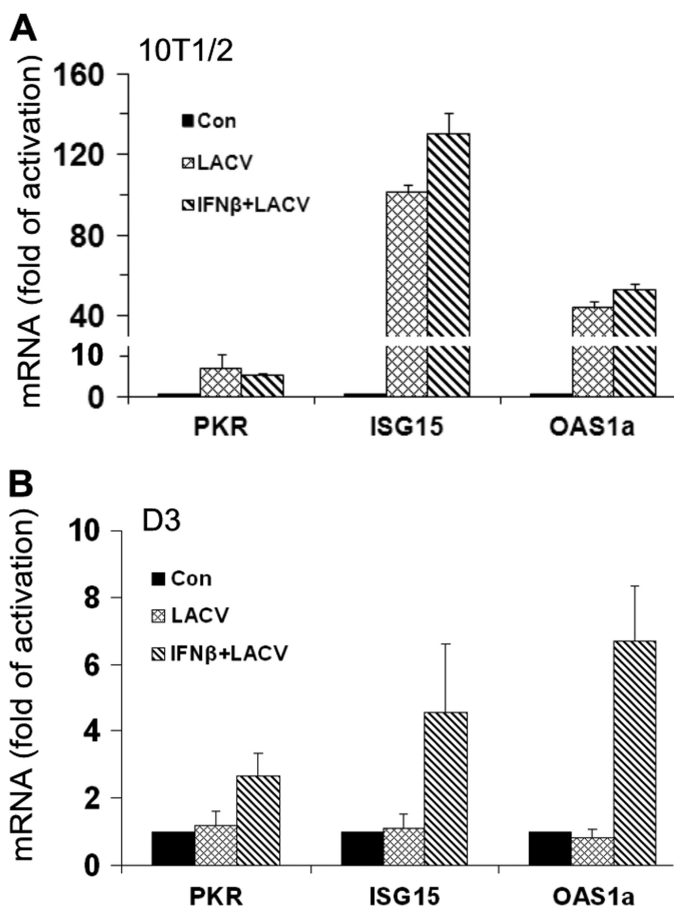 A
10T1/2
mRNA (fold of activation)
160
120
80
40
10
0
Con
LACV
IFNβ+LACV
PKR ISG15 OAS1a
B
D3
mRNA (fold of activation)
10
8
6
4
2
0
Con
LACV
IFNβ+LACV
PKR ISG15 OAS1a